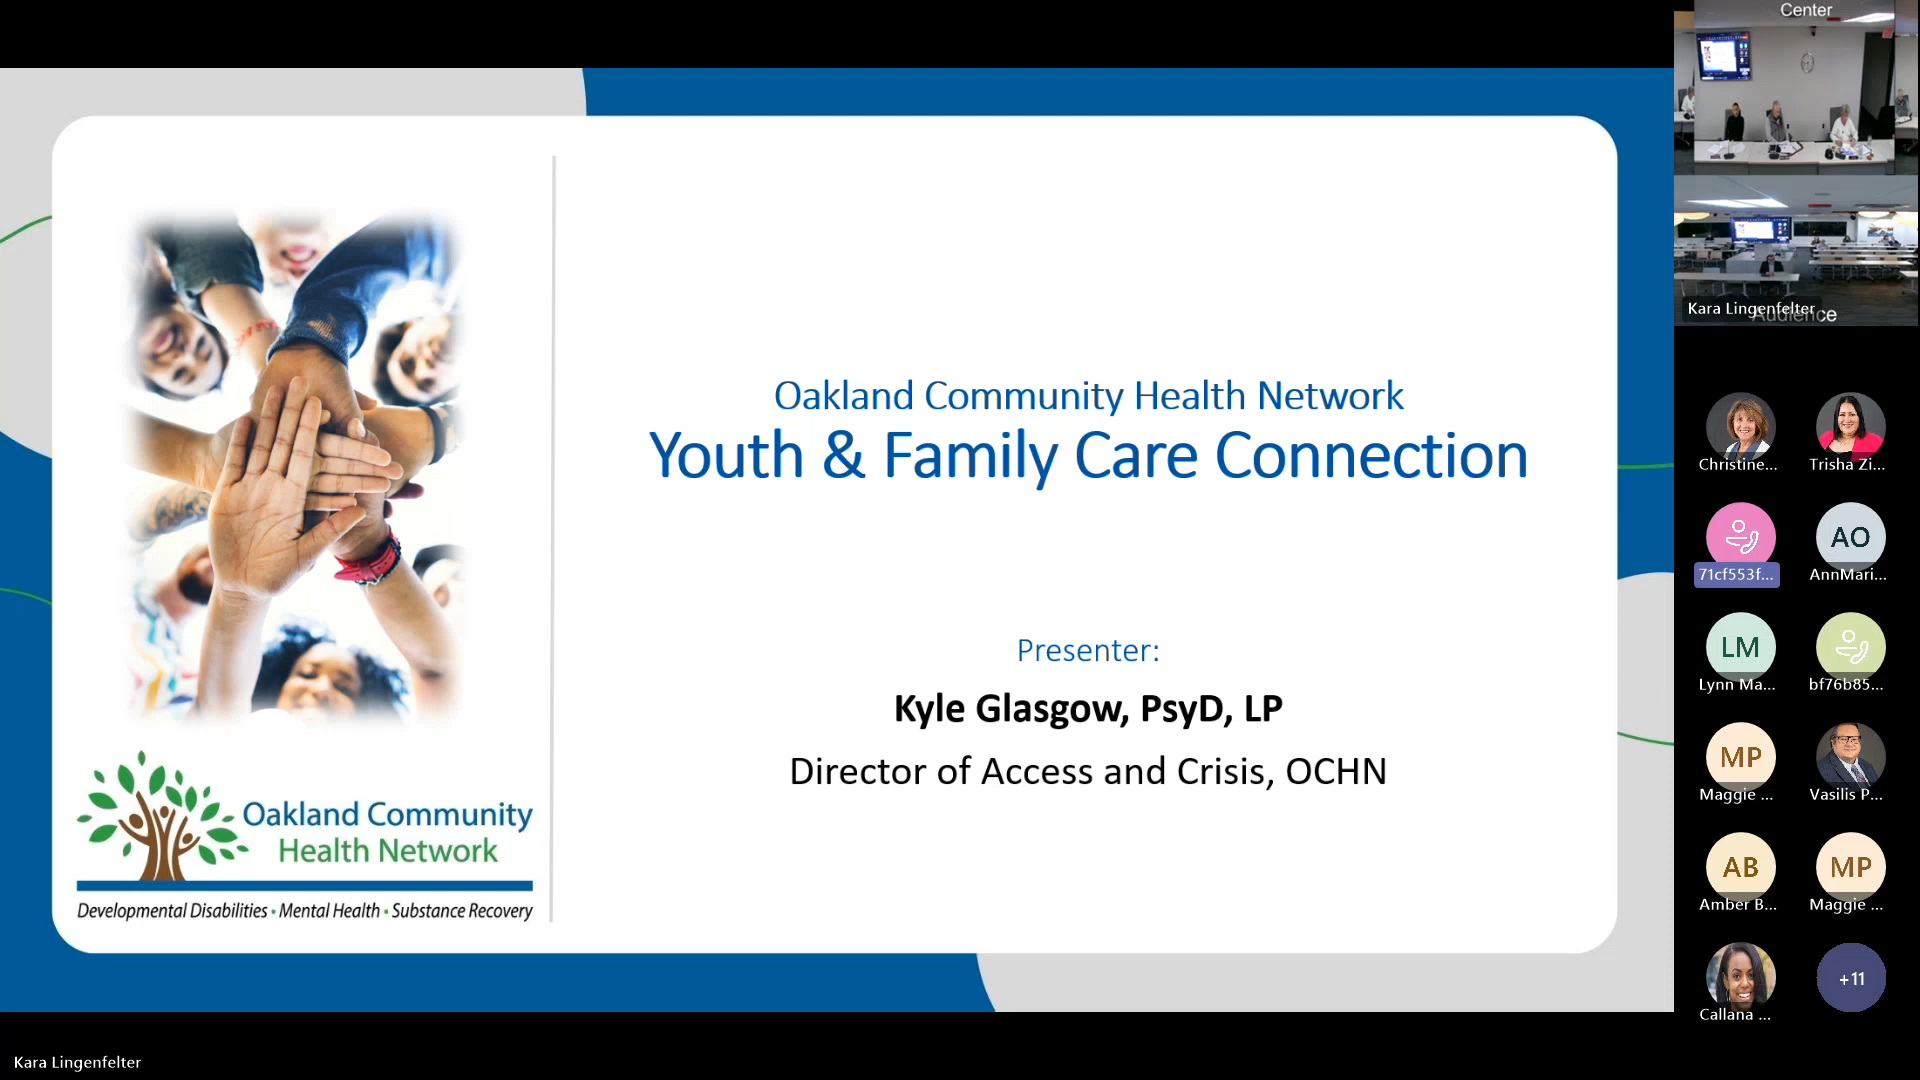 Center
Kara Lingenfelter
Audience
Oakland Community Health Network
Youth & Family Care Connection
Presenter:
Kyle Glasgow, PsyD, LP
Director of Access and Crisis, OCHN
Oakland Community
Health Network
Developmental Disabilities • Mental Health • Substance Recovery
Christine...
Trisha Zi...
71cf553f...
AO
AnnMari...
LM
Lynn Ma...
bf76b85...
MP
Maggie ...
Vasilis P...
AB
Amber B...
MP
Maggie ...
Callana ...
+11
Kara Lingenfelter